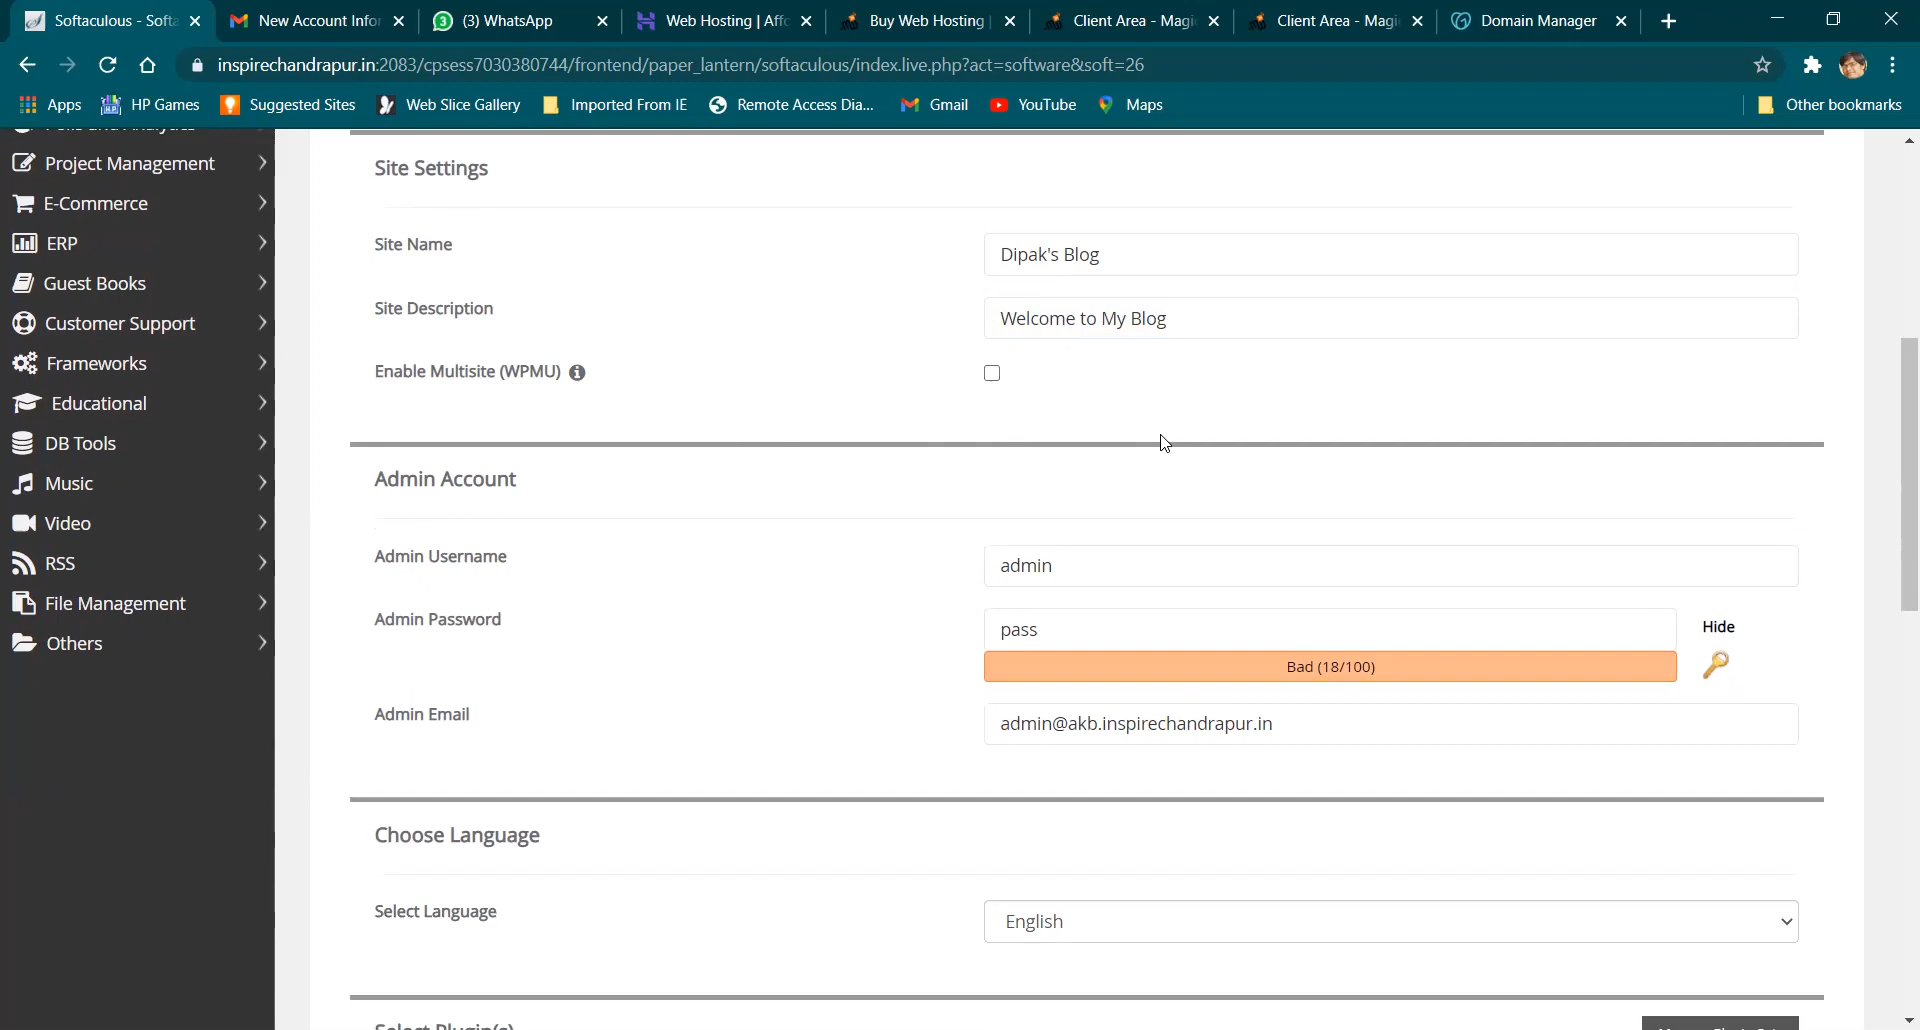 Softaculous - Softa
New Account Infor
(3) WhatsApp
Web Hosting | Affo
Buy Web Hosting |
Client Area - Magi
Client Area - Magi
Domain Manager
inspirechandrapur.in:2083/cpsess7030380744/frontend/paper_lantern/softaculous/index.live.php?act=software&soft=26
Apps
HP Games
Suggested Sites
Web Slice Gallery
Imported From IE
Remote Access Dia...
Gmail
YouTube
Maps
Other bookmarks
Project Management
E-Commerce
ERP
Guest Books
Customer Support
Frameworks
Educational
DB Tools
Music
Video
RSS
File Management
Others
Site Settings
Site Name
Dipak's Blog
Site Description
Welcome to My Blog
Enable Multisite (WPMU)
Admin Account
Admin Username
admin
Admin Password
pass
Hide
Bad (18/100)
Admin Email
admin@akb.inspirechandrapur.in
Choose Language
Select Language
English
Select Plugin(s)